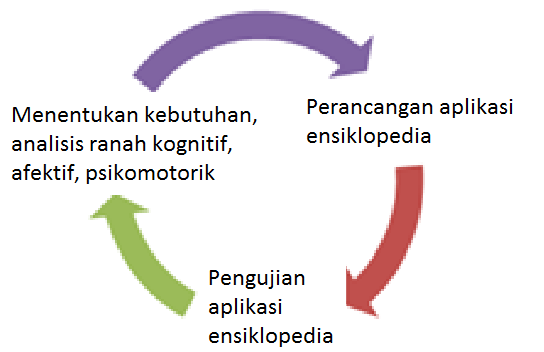 Menentukan kebutuhan,
analisis ranah kognitif,
afektif, psikomotorik
Perancangan aplikasi
ensiklopedia
Pengujian
aplikasi
ensiklopedia